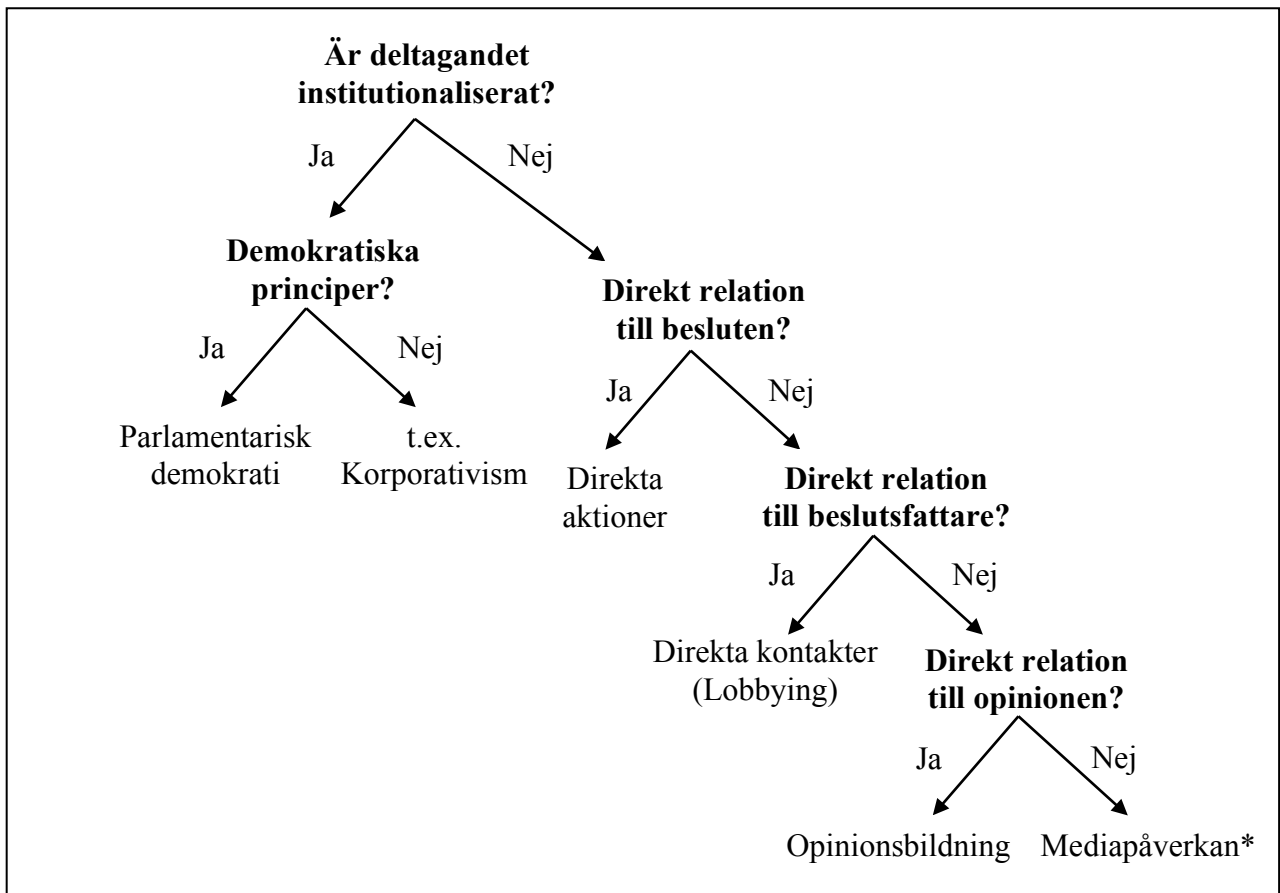 Är deltagandet
institutionaliserat?
Ja
Nej
Demokratiska
principer?
Direkt relation
till besluten?
Ja
Nej
Ja
Nej
Parlamentarisk
demokrati
t.ex.
Korporativism
Direkta
aktioner
Direkt relation
till beslutsfattare?
Ja
Nej
Direkta kontakter
(Lobbying)
Direkt relation
till opinionen?
Ja
Nej
Opinionsbildning
Mediapåverkan*